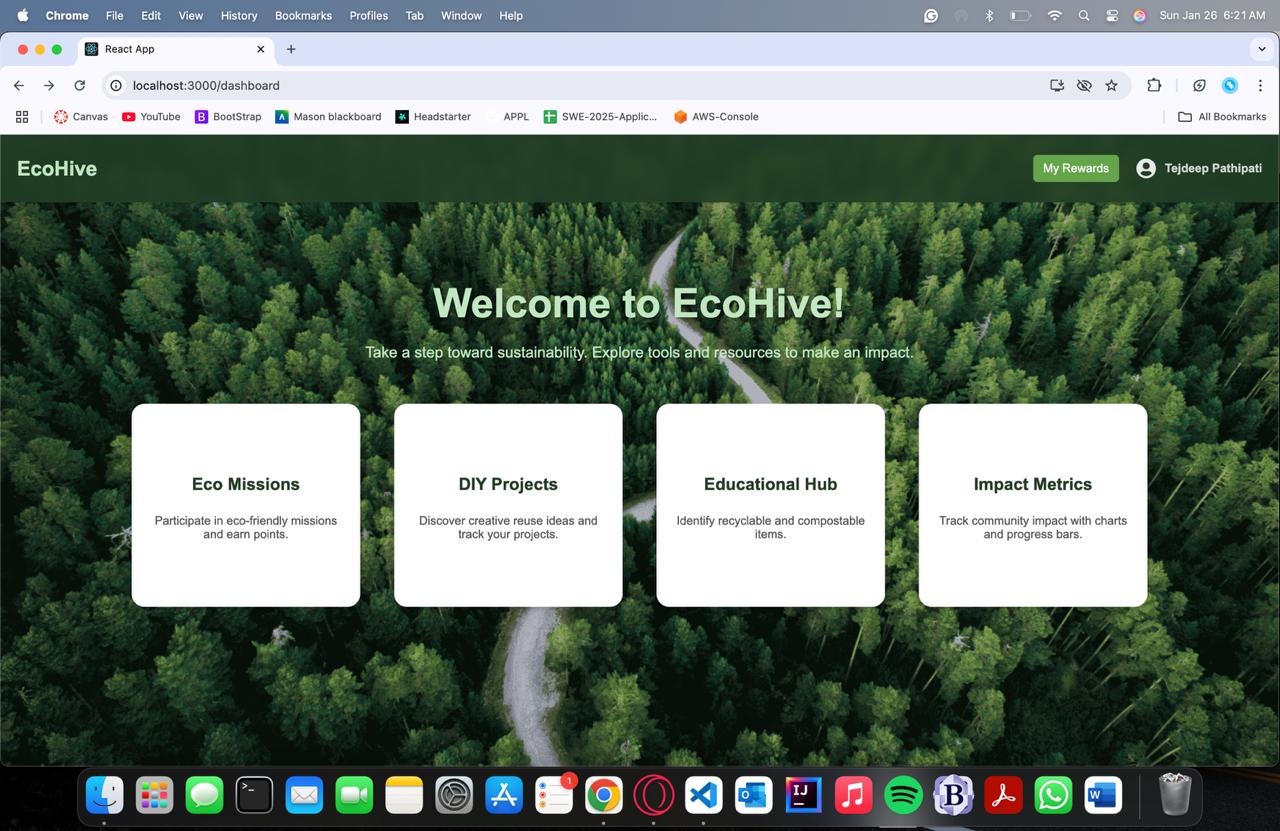 Chrome File Edit View History Bookmarks Profiles Tab Window Help Sun Jan 26 6:21 AM
React App
localhost:3000/dashboard
Canvas YouTube B BootStrap Mason blackboard Headstarter APPL SWE-2025-Applic... AWS-Console All Bookmarks
EcoHive My Rewards Tejdeep Pathipati
Welcome to EcoHive!
Take a step toward sustainability. Explore tools and resources to make an impact.
Eco Missions
Participate in eco-friendly missions
and earn points.
DIY Projects
Discover creative reuse ideas and
track your projects.
Educational Hub
Identify recyclable and compostable
items.
Impact Metrics
Track community impact with charts
and progress bars.
1
IJ
B
W